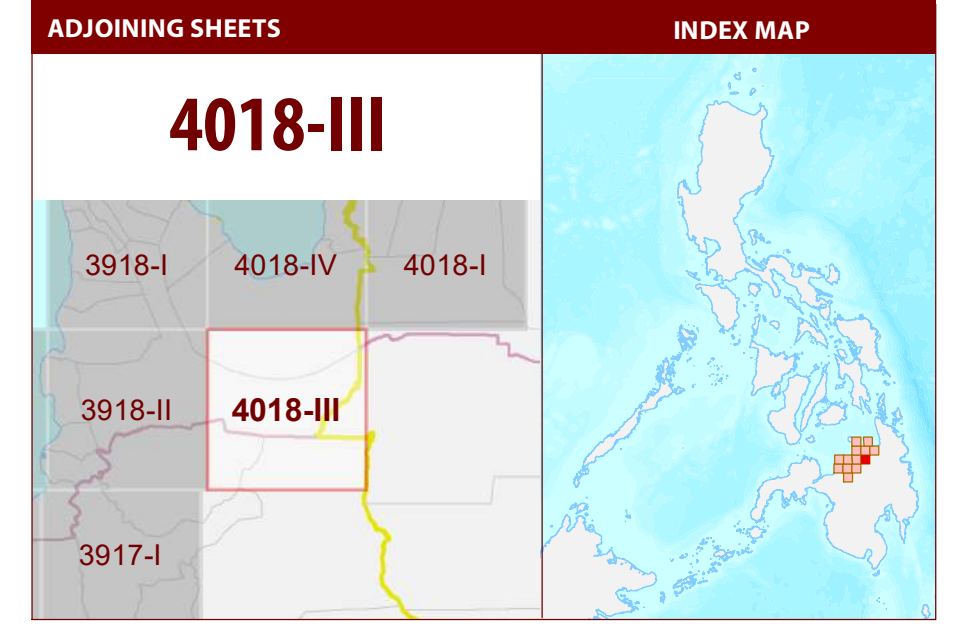 ADJOINING SHEETS
INDEX MAP
4018-III
3918-I
4018-IV
4018-I
3918-II
4018-III
3917-I